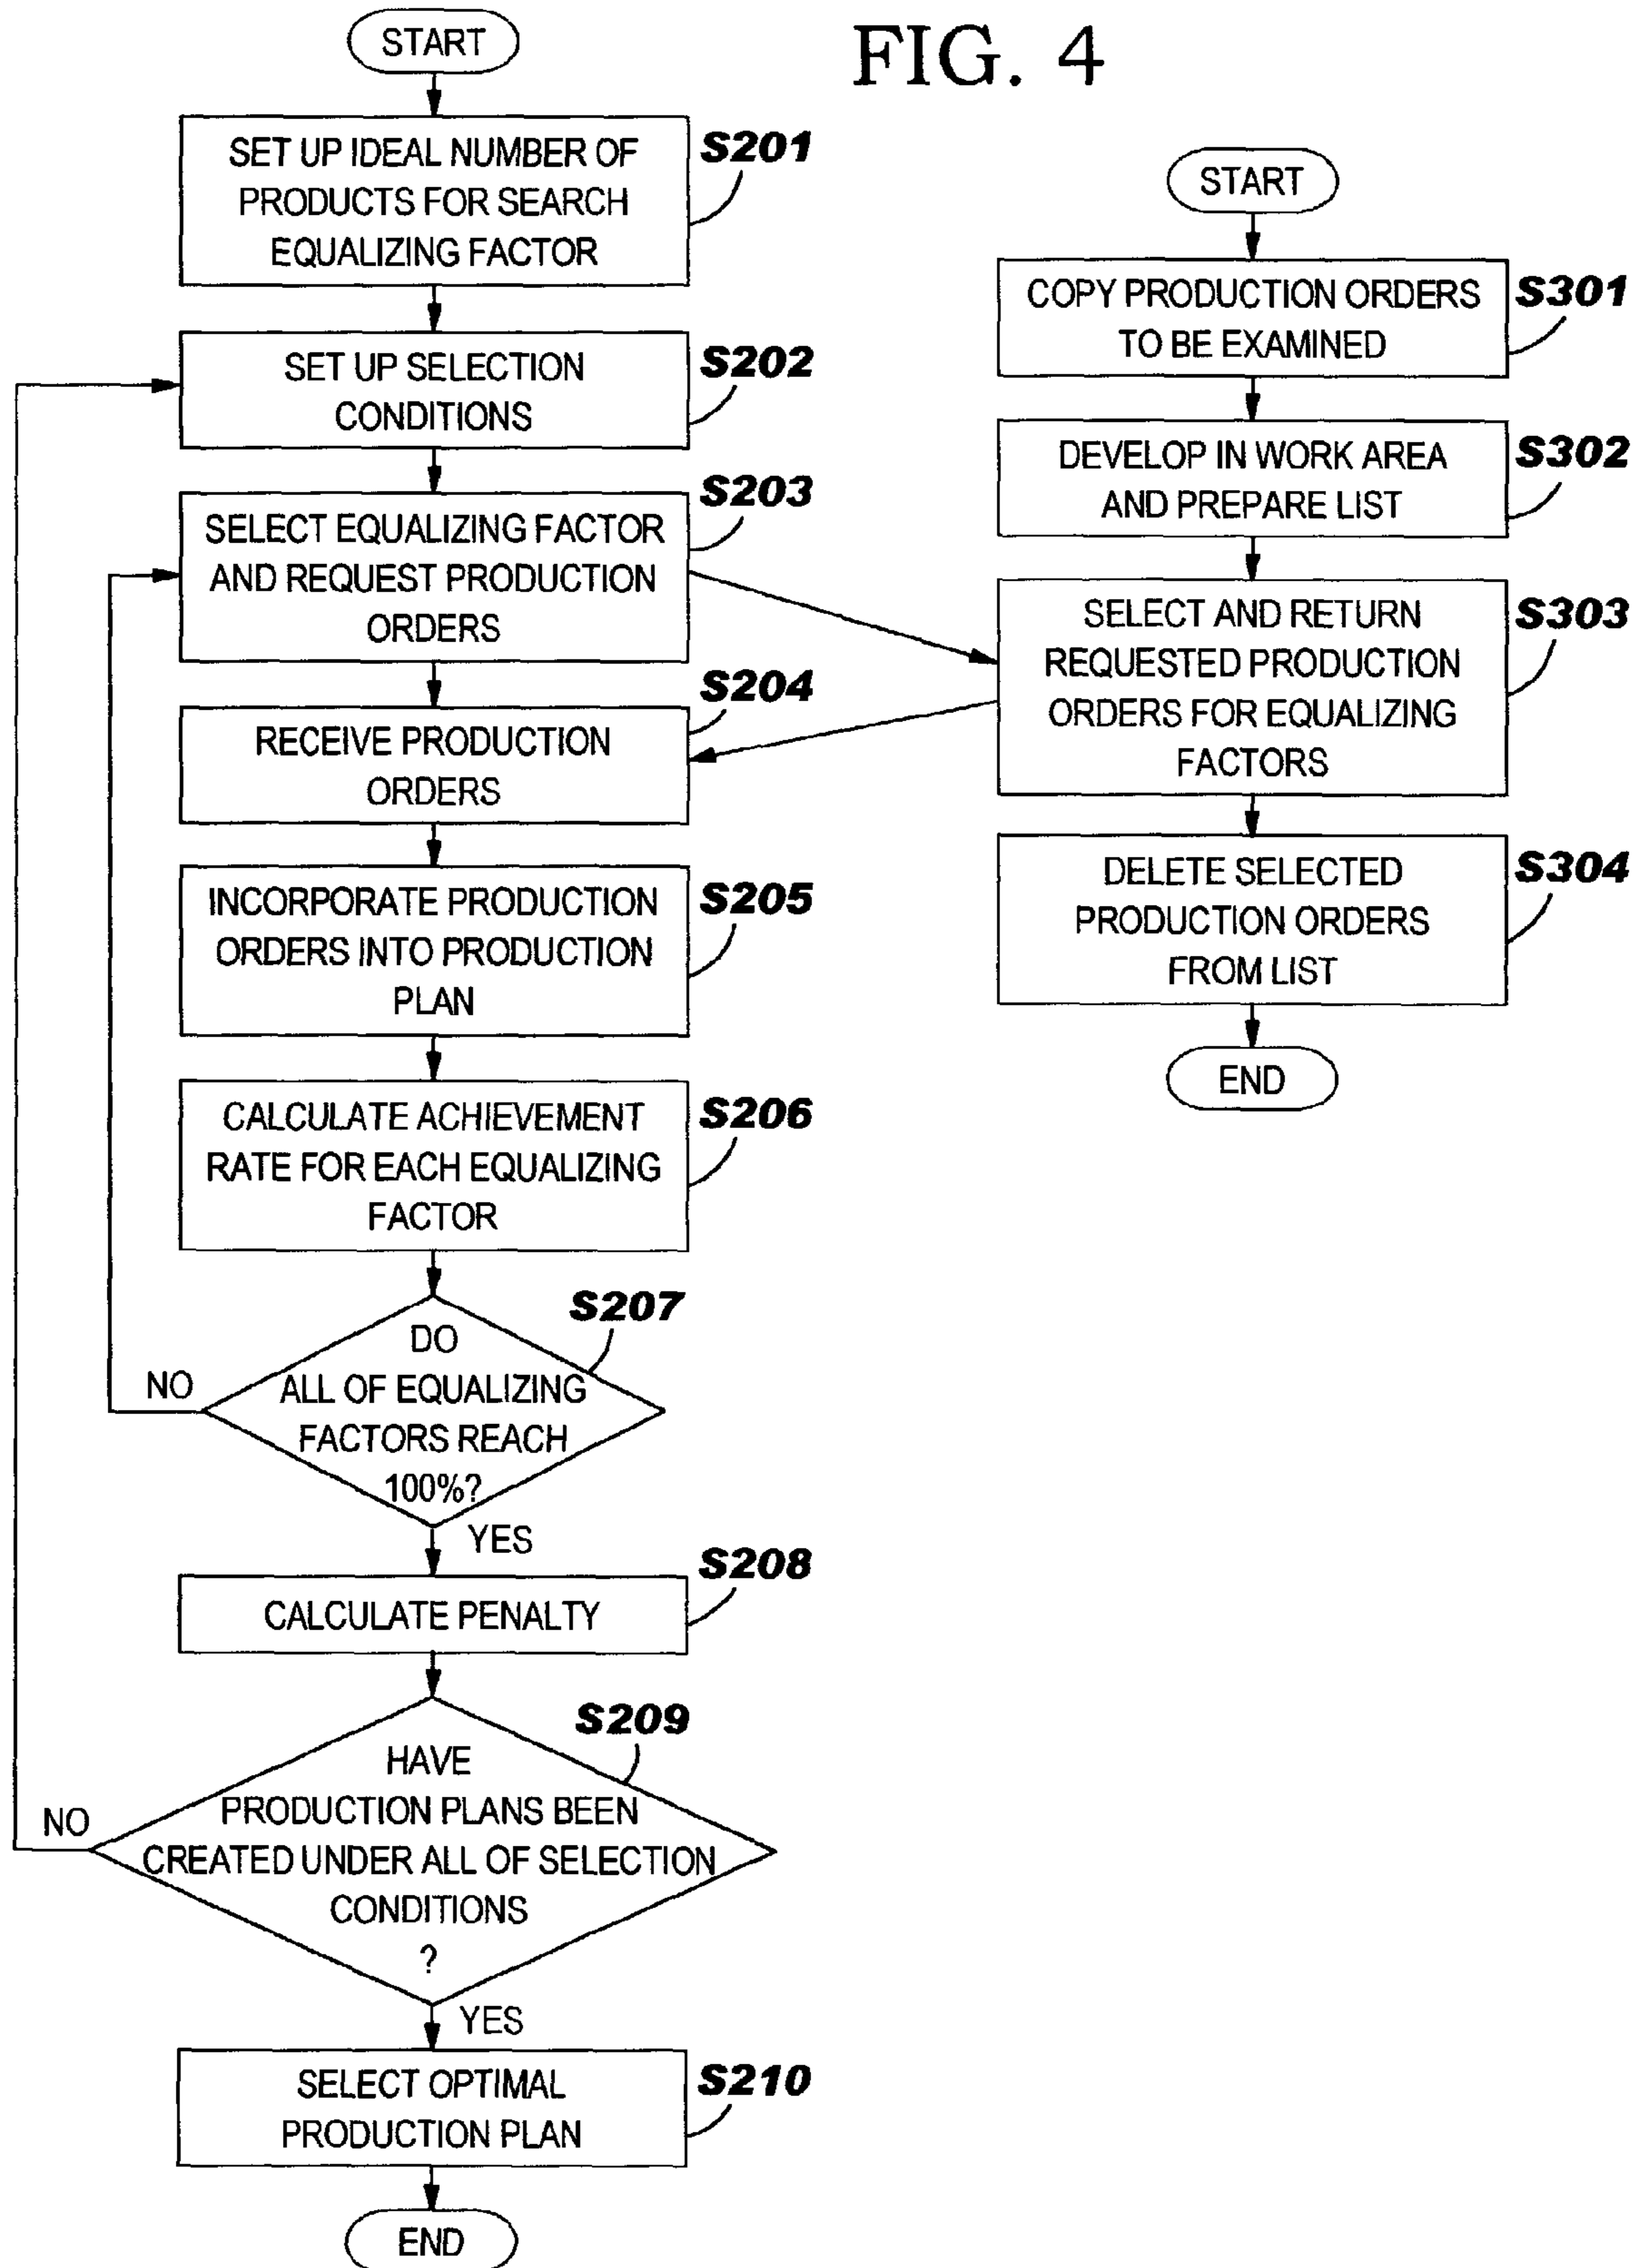 FIG. 4
START
SET UP IDEAL NUMBER OF
PRODUCTS FOR SEARCH
EQUALIZING FACTOR
S201
SET UP SELECTION
CONDITIONS
S202
SELECT EQUALIZING FACTOR
AND REQUEST PRODUCTION
ORDERS
S203
RECEIVE PRODUCTION
ORDERS
S204
INCORPORATE PRODUCTION
ORDERS INTO PRODUCTION
PLAN
S205
CALCULATE ACHIEVEMENT
RATE FOR EACH EQUALIZING
FACTOR
S206
DO
ALL OF EQUALIZING
FACTORS REACH
100%?
S207
NO
YES
CALCULATE PENALTY
S208
HAVE
PRODUCTION PLANS BEEN
CREATED UNDER ALL OF SELECTION
CONDITIONS
?
S209
NO
YES
SELECT OPTIMAL
PRODUCTION PLAN
S210
END
START
COPY PRODUCTION ORDERS
TO BE EXAMINED
S301
DEVELOP IN WORK AREA
AND PREPARE LIST
S302
SELECT AND RETURN
REQUESTED PRODUCTION
ORDERS FOR EQUALIZING
FACTORS
S303
DELETE SELECTED
PRODUCTION ORDERS
FROM LIST
S304
END